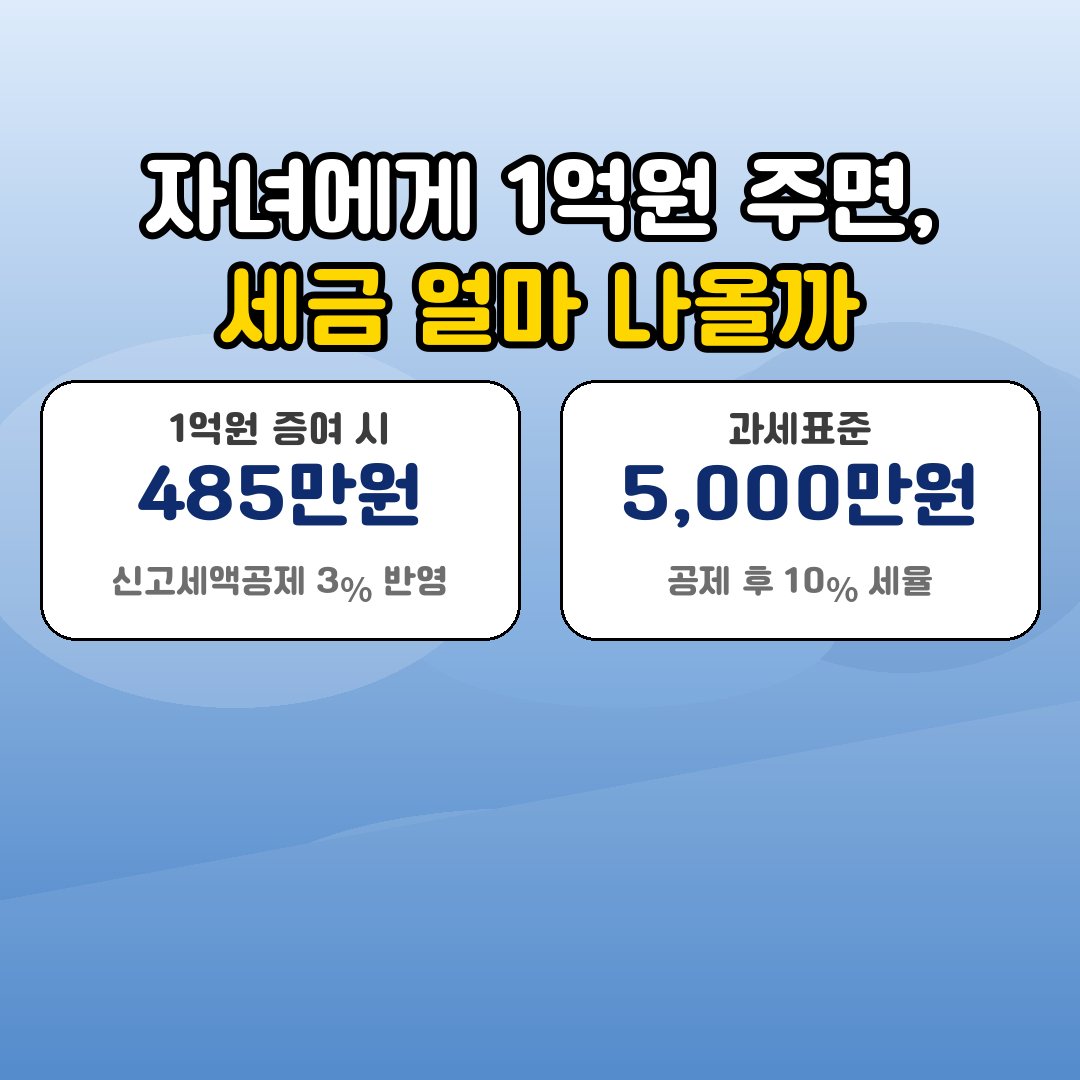 자녀에게 1억원 주면,
세금 얼마 나올까
1억원 증여 시
485만원
신고세액공제 3% 반영
과세표준
5,000만원
공제 후 10% 세율